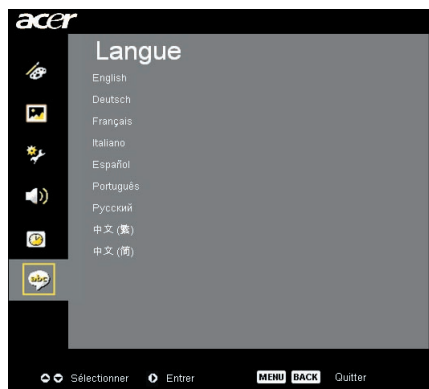 acer
Langue
English
Deutsch
Français
Italiano
Español
Português
Русский
中文 (繁)
中文 (简)
abc
Sélectionner Entrer MENU BACK Quitter